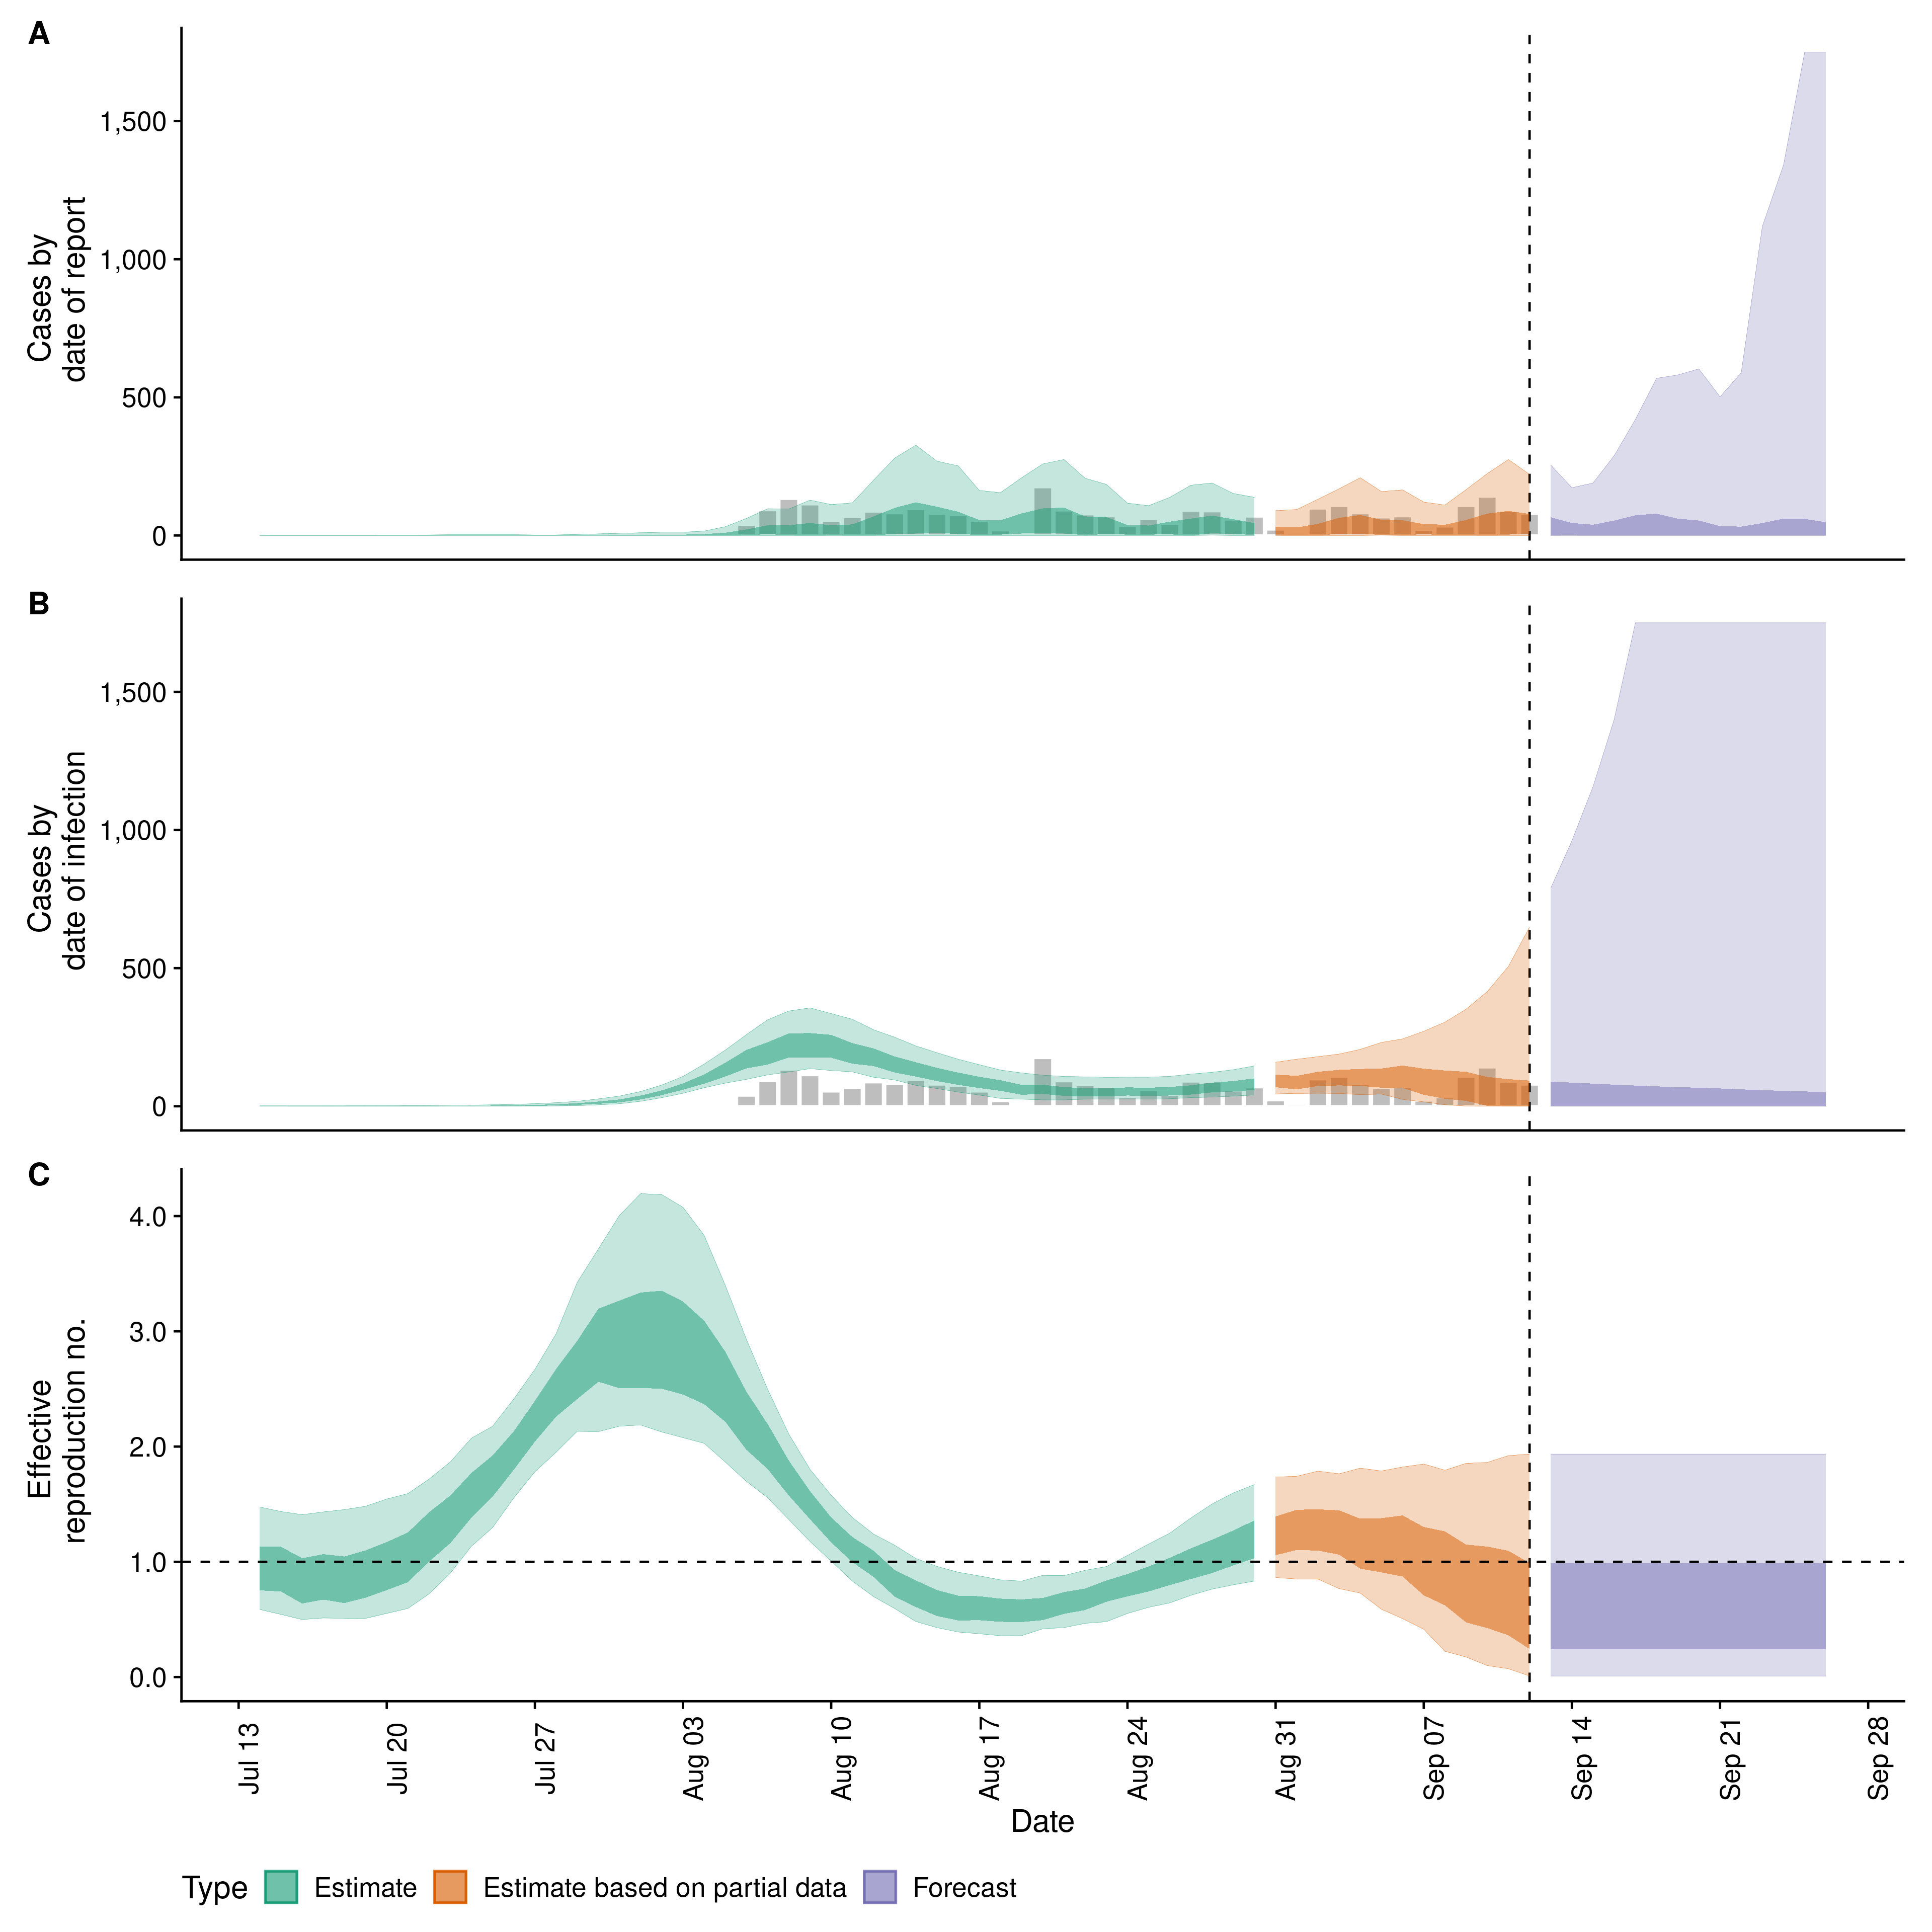 A
Cases by
date of report
1,500
1,000
500
0
B
Cases by
date of infection
1,500
1,000
500
0
C
Effective
reproduction no.
4.0
3.0
2.0
1.0
0.0
Jul 13
Jul 20
Jul 27
Aug 03
Aug 10
Aug 17
Aug 24
Aug 31
Sep 07
Sep 14
Sep 21
Sep 28
Date
Type Estimate Estimate based on partial data Forecast